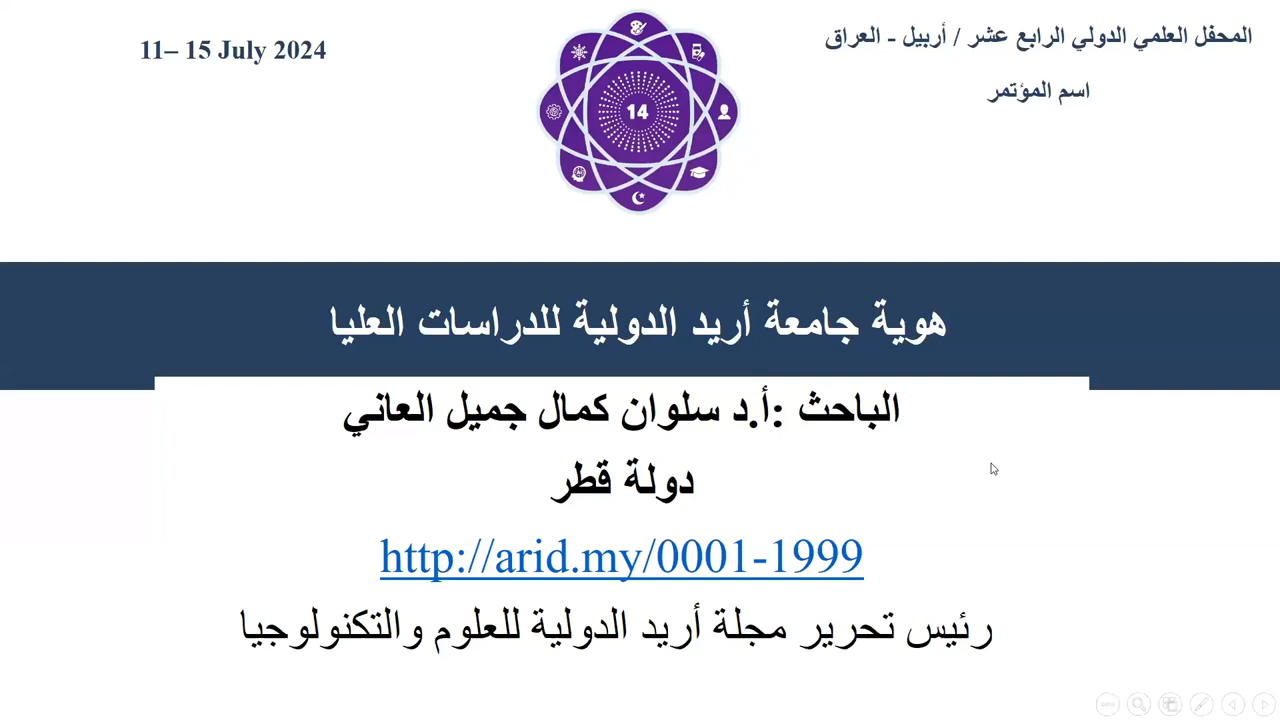 المحفل العلمي الدولي الرابع عشر / أربيل - العراق
11– 15 July 2024
اسم المؤتمر
14
هوية جامعة أريد الدولية للدراسات العليا
الباحث :أ.د سلوان كمال جميل العاني
دولة قطر
http://arid.my/0001-1999
رئيس تحرير مجلة أريد الدولية للعلوم والتكنولوجيا